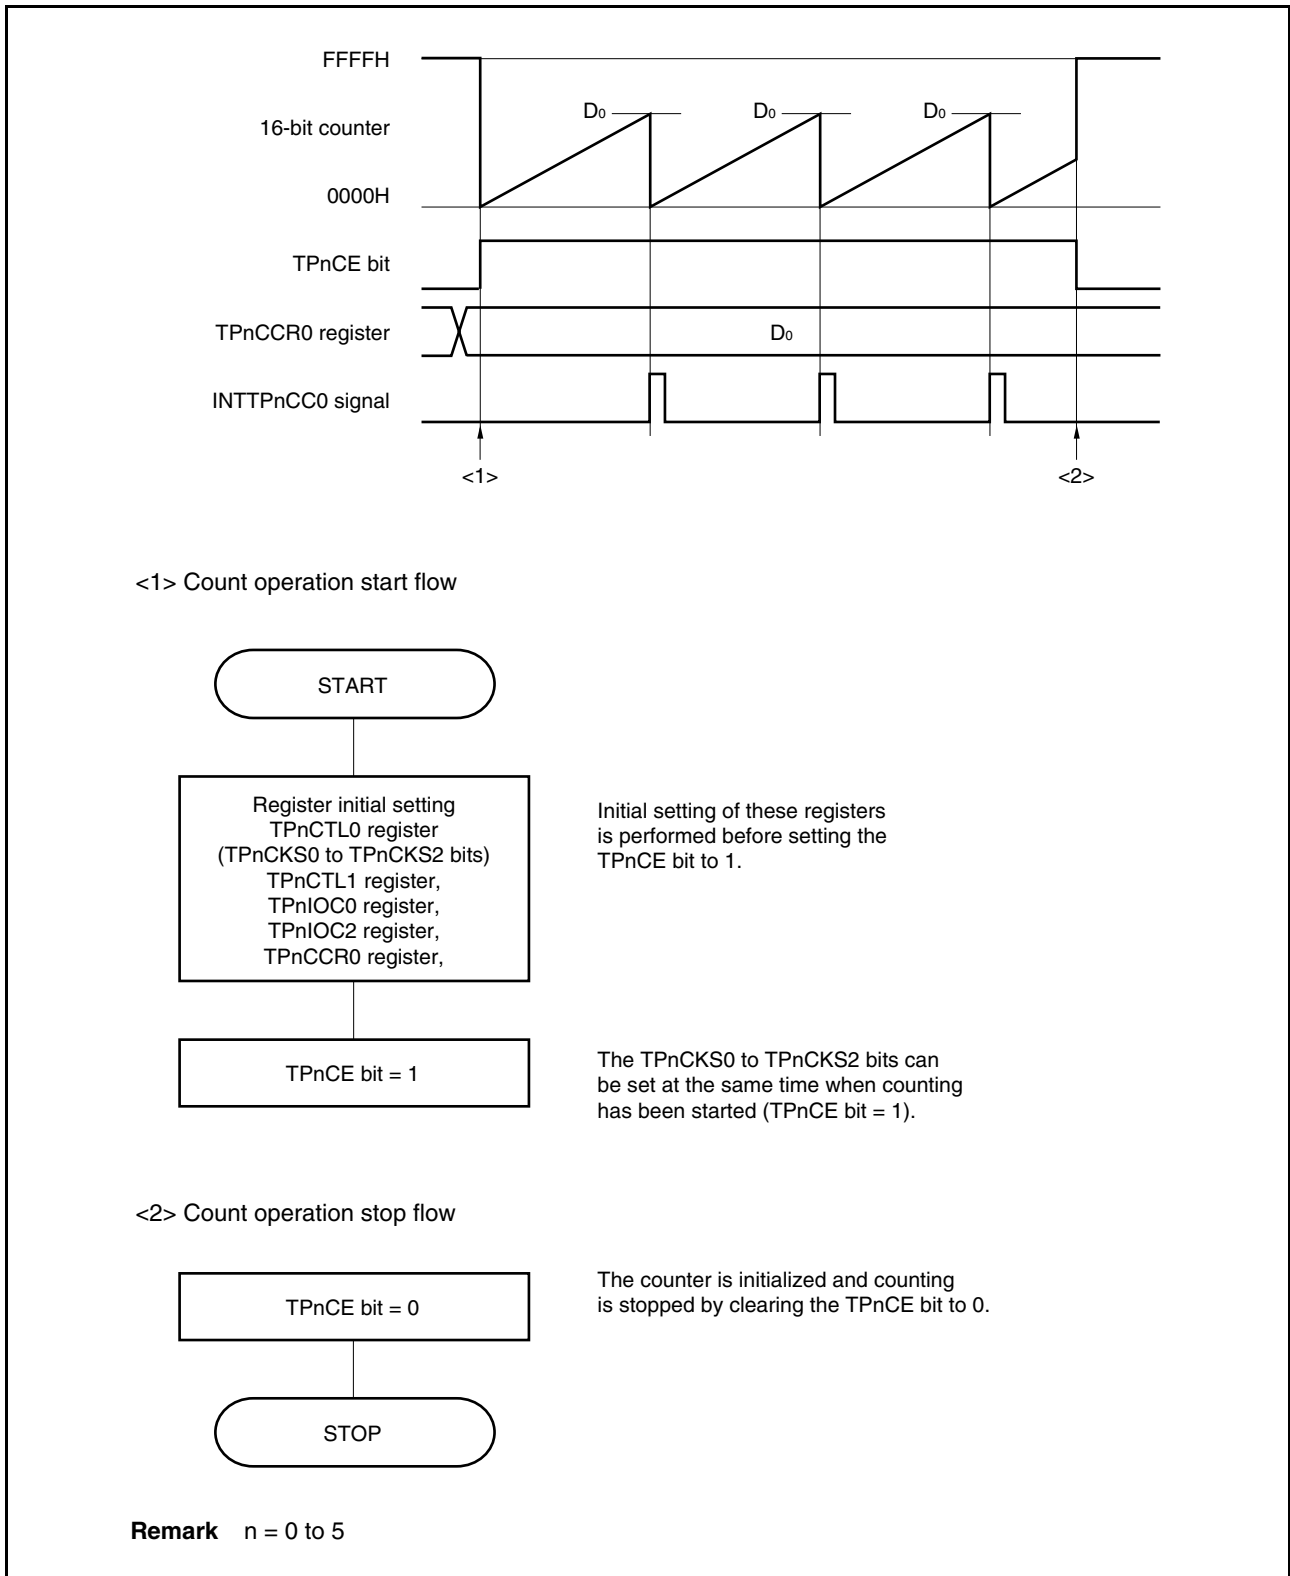 FFFFH
D0 D0 D0
16-bit counter
0000H
TPnCE bit
TPnCCR0 register
D0
INTTPnCC0 signal
<1> <2>
<1> Count operation start flow
START
Register initial setting
TPnCTL0 register
(TPnCKS0 to TPnCKS2 bits)
TPnCTL1 register,
TPnIOC0 register,
TPnIOC2 register,
TPnCCR0 register,
Initial setting of these registers
is performed before setting the
TPnCE bit to 1.
TPnCE bit = 1
The TPnCKS0 to TPnCKS2 bits can
be set at the same time when counting
has been started (TPnCE bit = 1).
<2> Count operation stop flow
TPnCE bit = 0
The counter is initialized and counting
is stopped by clearing the TPnCE bit to 0.
STOP
Remark n = 0 to 5